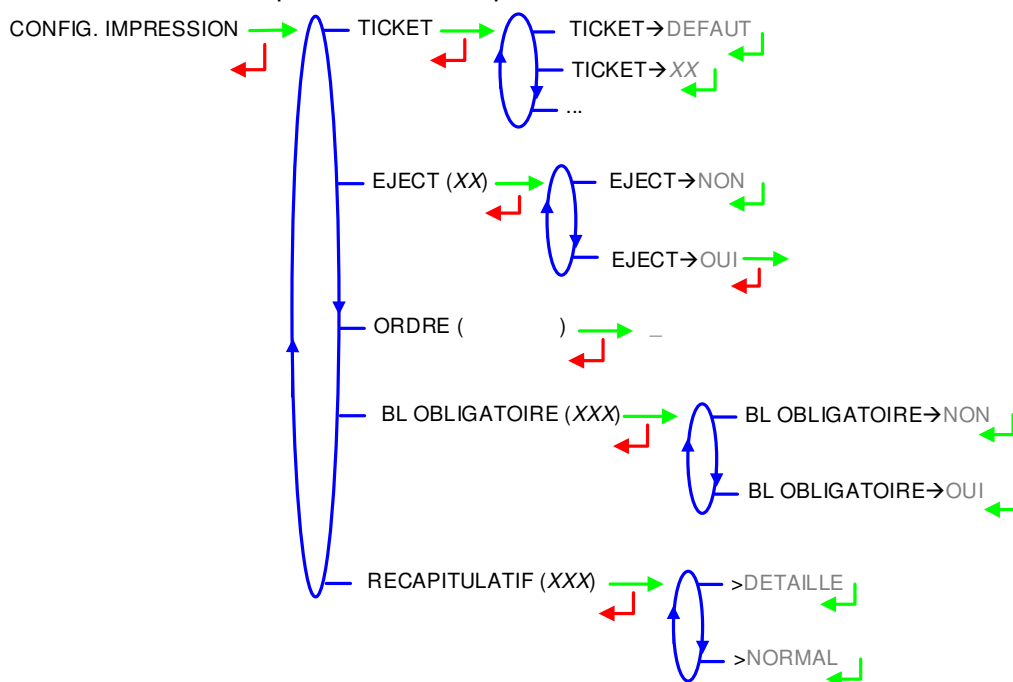 CONFIG. IMPRESSION
TICKET
TICKET→DEFAUT
TICKET→XX
...
EJECT (XX)
EJECT→NON
EJECT→OUI
ORDRE ( ) _
BL OBLIGATOIRE (XXX)
BL OBLIGATOIRE→NON
BL OBLIGATOIRE→OUI
RECAPITULATIF (XXX)
>DETAILLE
>NORMAL